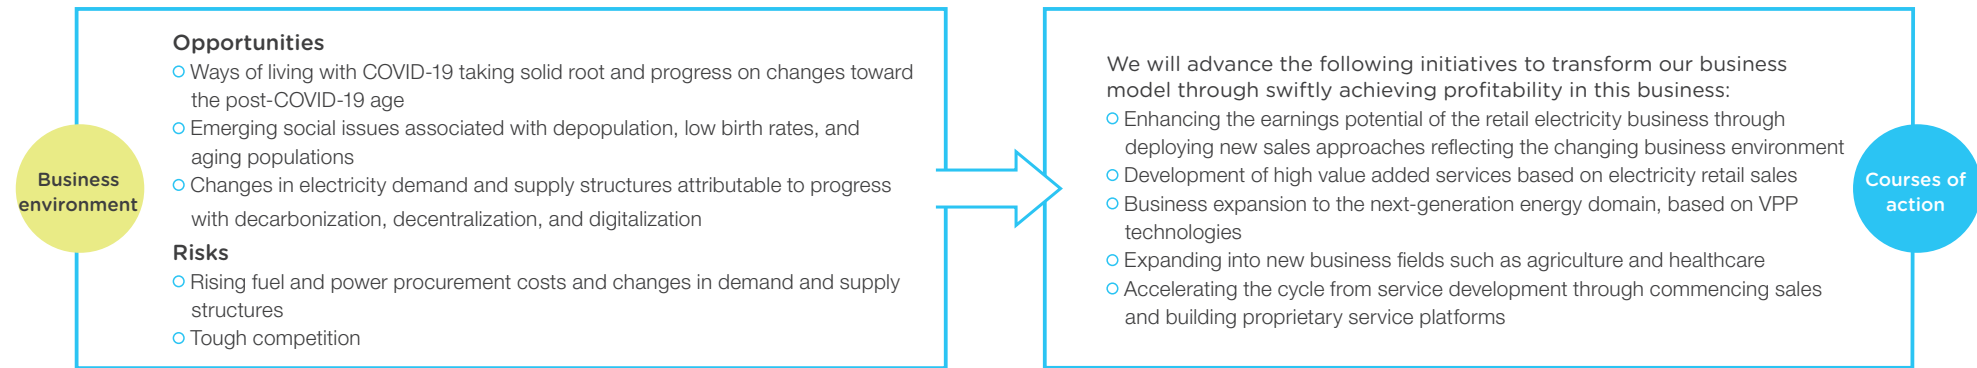 Business
environment
Opportunities
Ways of living with COVID-19 taking solid root and progress on changes toward
the post-COVID-19 age
Emerging social issues associated with depopulation, low birth rates, and
aging populations
Changes in electricity demand and supply structures attributable to progress
with decarbonization, decentralization, and digitalization
Risks
Rising fuel and power procurement costs and changes in demand and supply
structures
Tough competition
We will advance the following initiatives to transform our business
model through swiftly achieving profitability in this business:
Enhancing the earnings potential of the retail electricity business through
deploying new sales approaches reflecting the changing business environment
Development of high value added services based on electricity retail sales
Business expansion to the next-generation energy domain, based on VPP
technologies
Expanding into new business fields such as agriculture and healthcare
Accelerating the cycle from service development through commencing sales
and building proprietary service platforms
Courses of
action